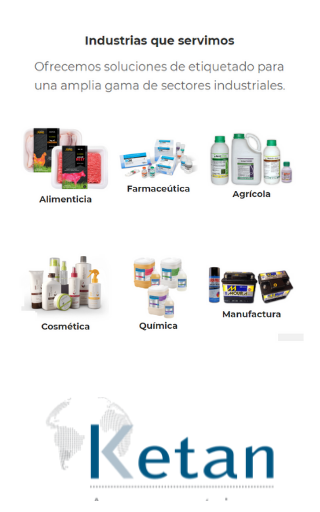 Industrias que servimos
Ofrecemos soluciones de etiquetado para
una amplia gama de sectores industriales.
Alimenticia
Farmaceútica
Agrícola
Cosmética
Química
Manufactura
Ketan